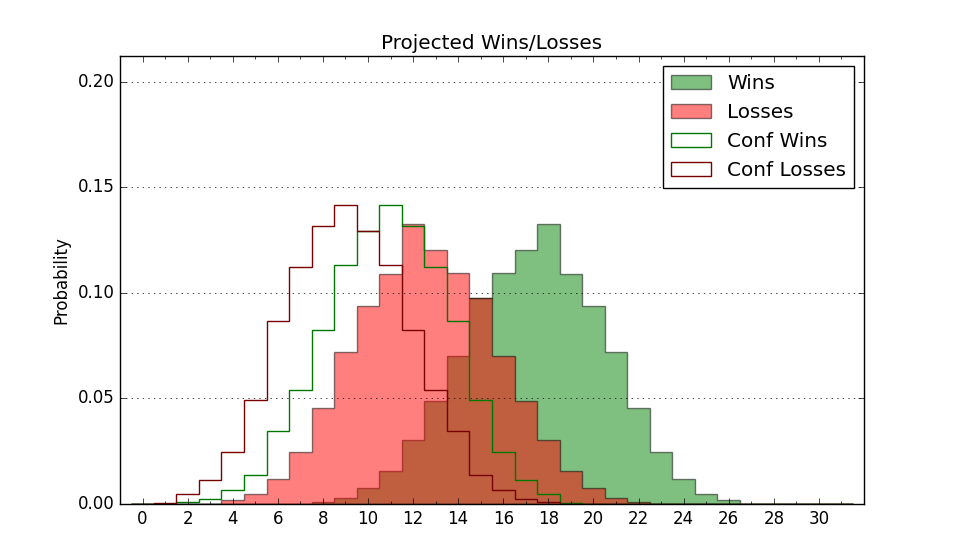 Projected Wins/Losses
Wins
Losses
Conf Wins
Conf Losses
Probability
0.20
0.15
0.10
0.05
0.00
0 2 4 6 8 10 12 14 16 18 20 22 24 26 28 30